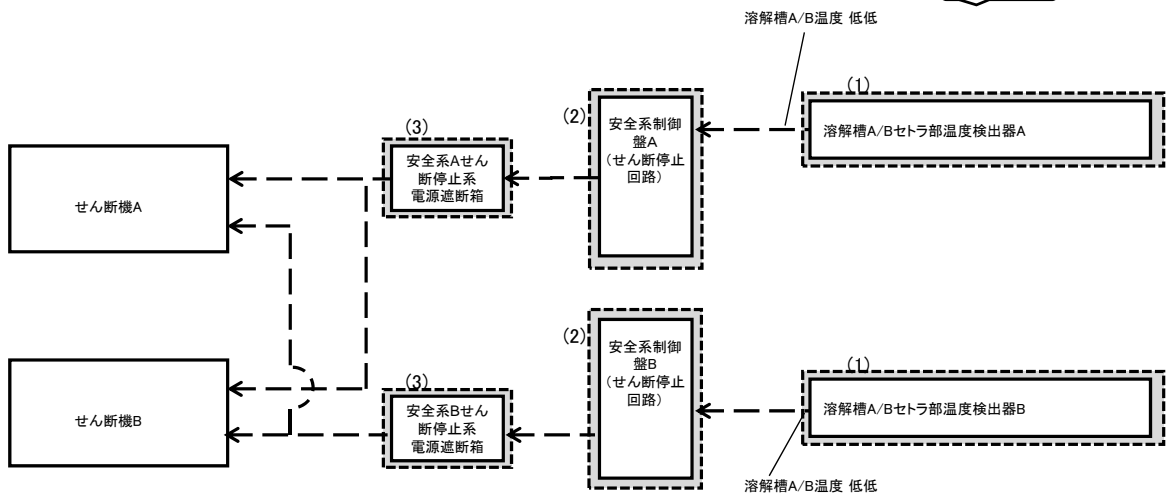 溶解槽A/B温度 低低
(1)
溶解槽A/Bセトラ部温度検出器A
(2)
安全系制御
盤A
(せん断停止
回路)
(3)
安全系Aせん
断停止系
電源遮断箱
せん断機A
(1)
溶解槽A/Bセトラ部温度検出器B
(2)
安全系制御
盤B
(せん断停止
回路)
(3)
安全系Bせん
断停止系
電源遮断箱
せん断機B
溶解槽A/B温度 低低